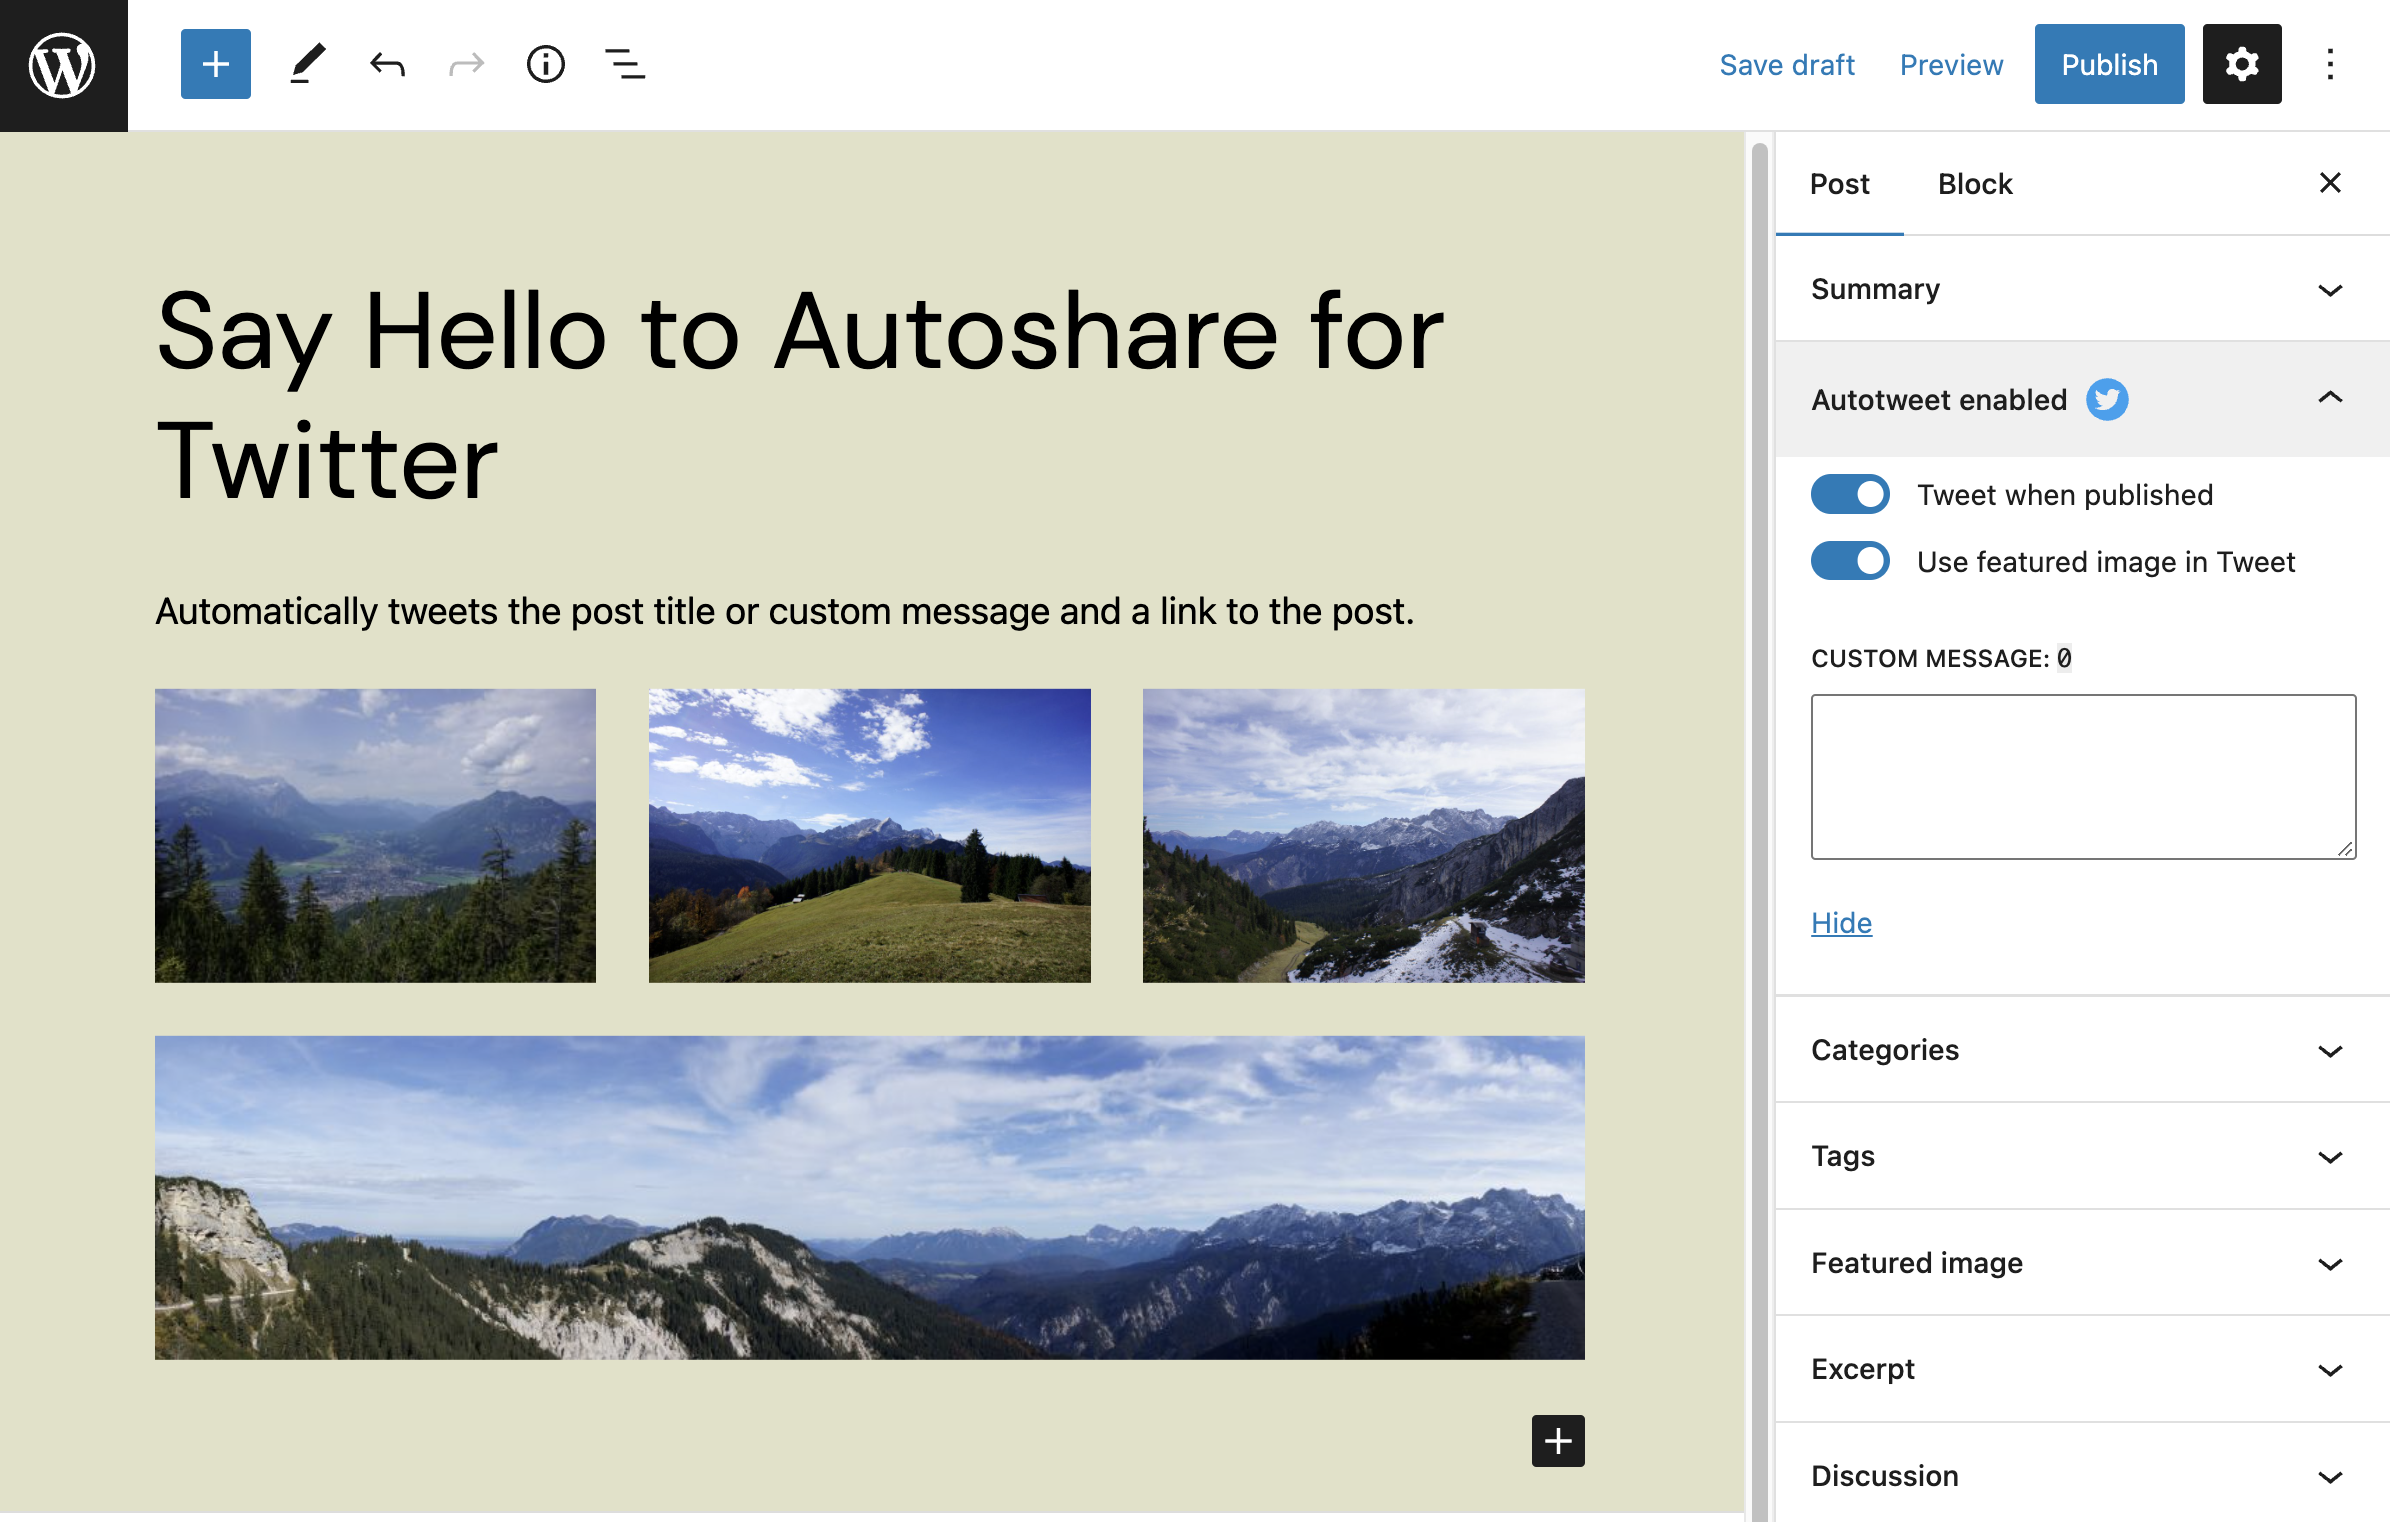 Save draft
Preview
Publish
Say Hello to Autoshare for
Twitter
Automatically tweets the post title or custom message and a link to the post.
Post
Block
Summary
Autotweet enabled
Tweet when published
Use featured image in Tweet
CUSTOM MESSAGE: 0
Hide
Categories
Tags
Featured image
Excerpt
Discussion